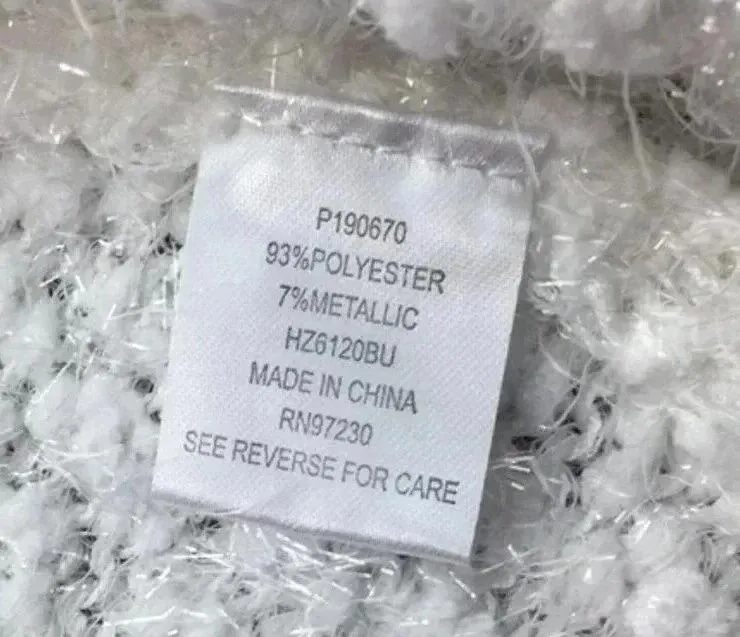 P190670
93%POLYESTER
7%METALLIC
HZ6120BU
MADE IN CHINA
RN97230
SEE REVERSE FOR CARE